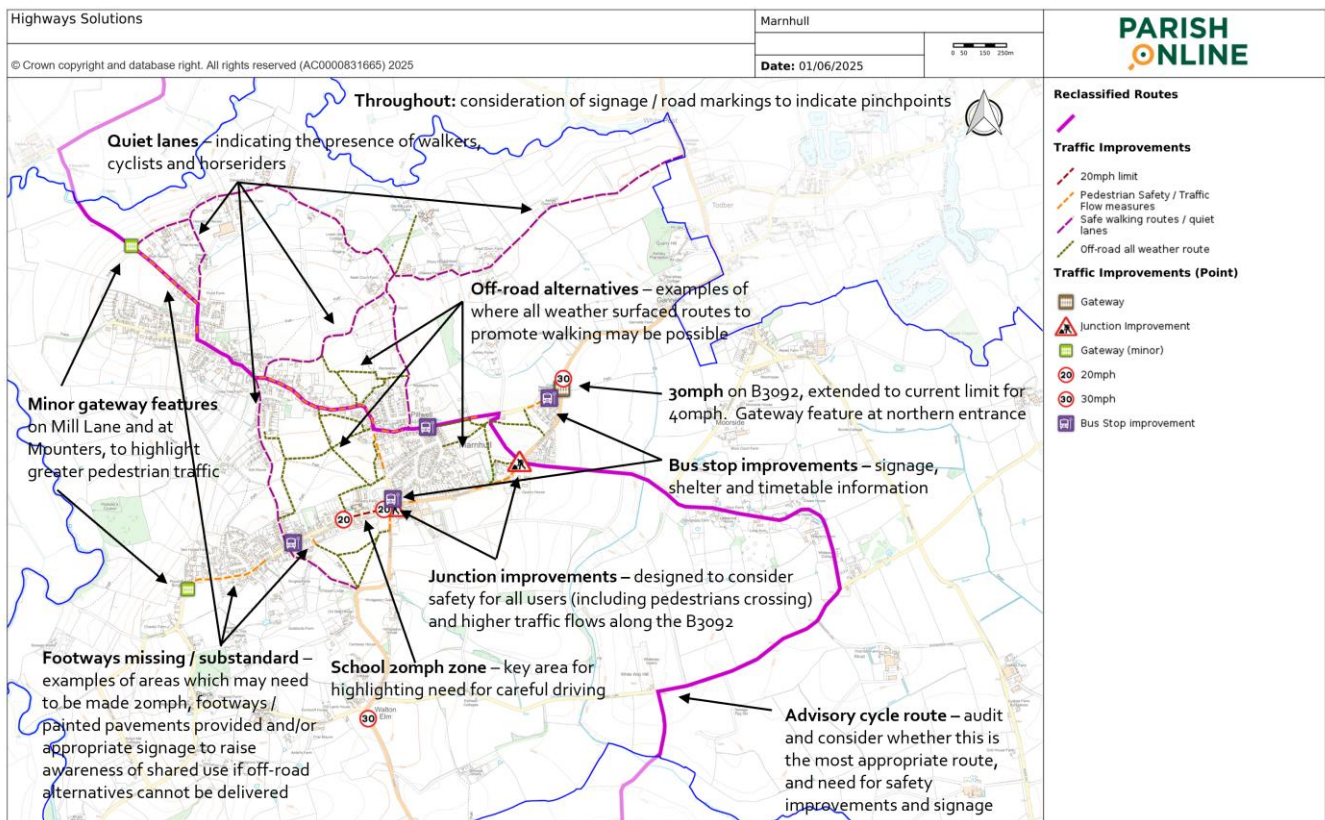 Highways Solutions
Marnhull
0 50 150 250m
© Crown copyright and database right. All rights reserved (AC0000831665) 2025
Date: 01/06/2025
PARISH
ONLINE
Throughout: consideration of signage / road markings to indicate pinchpoints
Quiet lanes – indicating the presence of walkers,
cyclists and horseriders
Off-road alternatives – examples of
where all weather surfaced routes to
promote walking may be possible
Minor gateway features
on Mill Lane and at
Mounters, to highlight
greater pedestrian traffic
30
30mph on B3092, extended to current limit for
40mph. Gateway feature at northern entrance
Bus stop improvements – signage,
shelter and timetable information
20
20
Junction improvements – designed to consider
safety for all users (including pedestrians crossing)
and higher traffic flows along the B3092
Footways missing / substandard –
examples of areas which may need
to be made 20mph, footways /
painted pavements provided and/or
appropriate signage to raise
awareness of shared use if off-road
alternatives cannot be delivered
School 20mph zone – key area for
highlighting need for careful driving
30
Walton
Elm
Advisory cycle route – audit
and consider whether this is
the most appropriate route,
and need for safety
improvements and signage
Todber
Moorside
Marnhull
Reclassified Routes
Traffic Improvements
20mph limit
Pedestrian Safety / Traffic
Flow measures
Safe walking routes / quiet
lanes
Off-road all weather route
Traffic Improvements (Point)
Gateway
Junction Improvement
Gateway (minor)
20
20mph
30
30mph
Bus Stop improvement